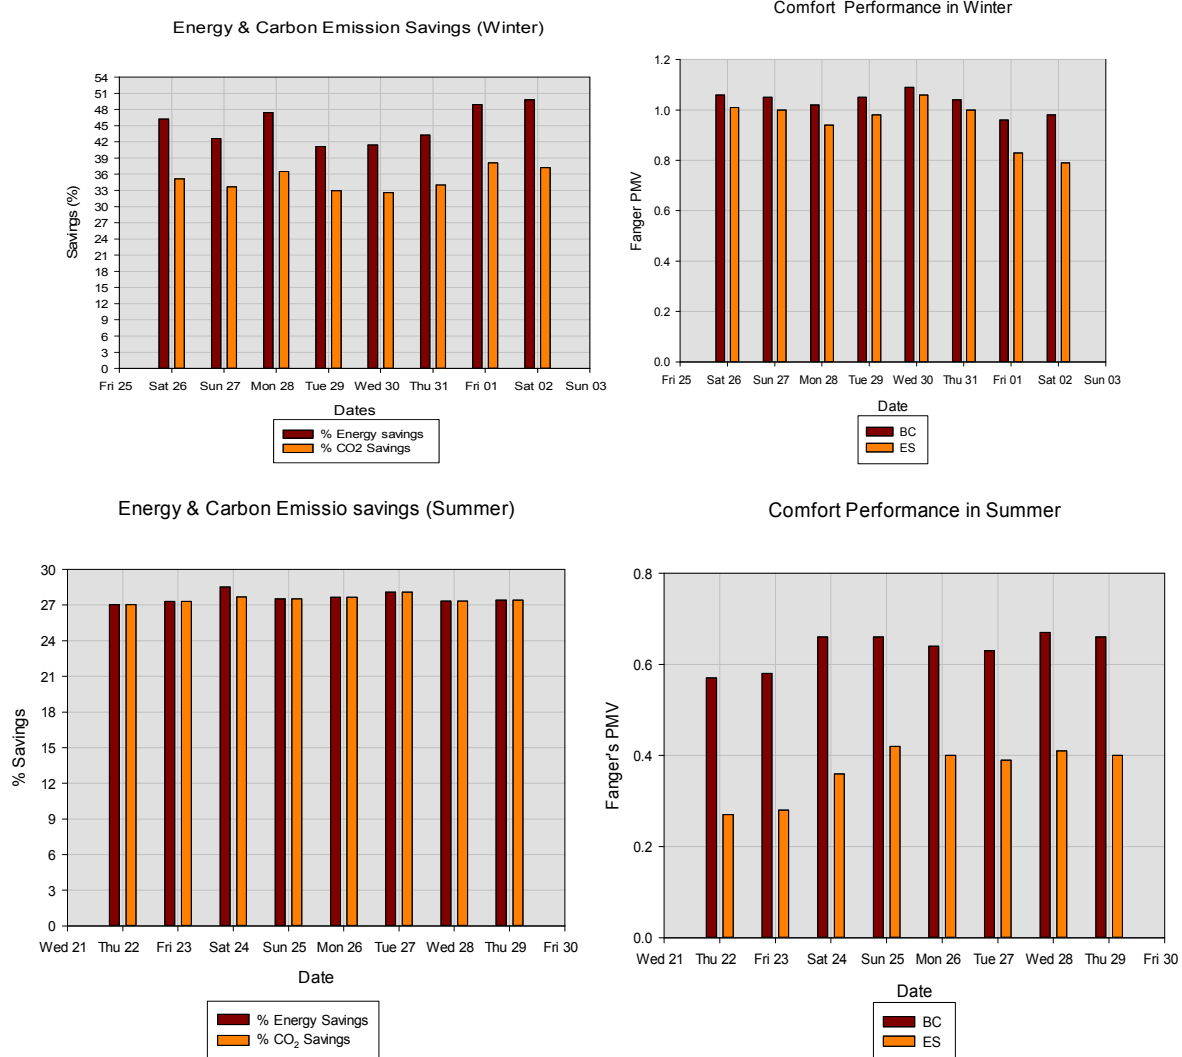 Energy & Carbon Emission Savings (Winter)
54
51
48
45
42
39
36
33
30
27
24
21
18
15
12
9
6
3
0
Savings (%)
Fri 25 Sat 26 Sun 27 Mon 28 Tue 29 Wed 30 Thu 31 Fri 01 Sat 02 Sun 03
Dates
% Energy savings
% CO2 Savings
Comfort Performance in Winter
1.2
1.0
0.8
0.6
0.4
0.2
0.0
Fanger PMV
Fri 25 Sat 26 Sun 27 Mon 28 Tue 29 Wed 30 Thu 31 Fri 01 Sat 02 Sun 03
Date
BC
ES
Energy & Carbon Emissio savings (Summer)
30
27
24
21
18
15
12
9
6
3
0
% Savings
Wed 21 Thu 22 Fri 23 Sat 24 Sun 25 Mon 26 Tue 27 Wed 28 Thu 29 Fri 30
Date
% Energy Savings
% CO2 Savings
Comfort Performance in Summer
0.8
0.6
0.4
0.2
0.0
Fanger's PMV
Wed 21 Thu 22 Fri 23 Sat 24 Sun 25 Mon 26 Tue 27 Wed 28 Thu 29 Fri 30
Date
BC
ES